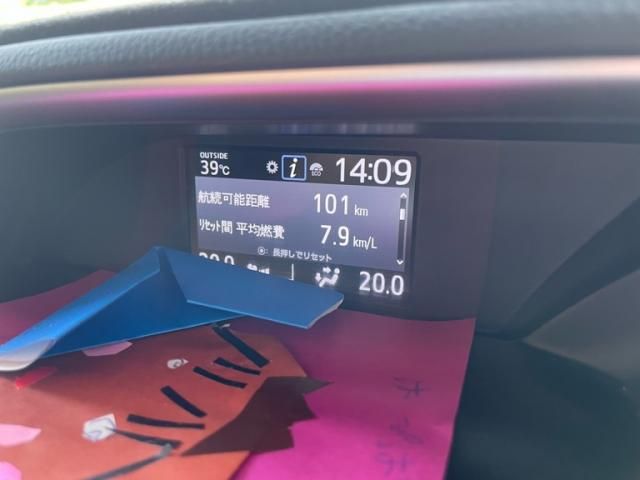 OUTSIDE
39℃ i ECO 14:09
航続可能距離 101 km
リセット間 平均燃費 7.9 km/L
◉: 長押しでリセット
20.0